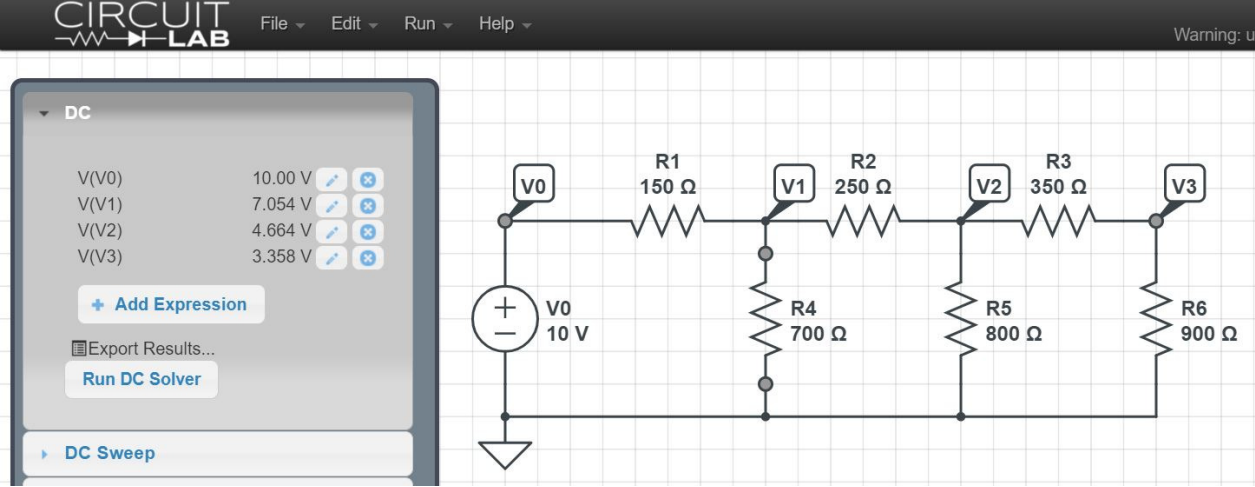 CIRCUIT
LAB
File Edit Run Help
Warning: u
DC
V(V0) 10.00 V
V(V1) 7.054 V
V(V2) 4.664 V
V(V3) 3.358 V
+ Add Expression
Export Results...
Run DC Solver
DC Sweep
V0
R1
150 Ω
V1
R2
250 Ω
V2
R3
350 Ω
V3
+
−
V0
10 V
R4
700 Ω
R5
800 Ω
R6
900 Ω